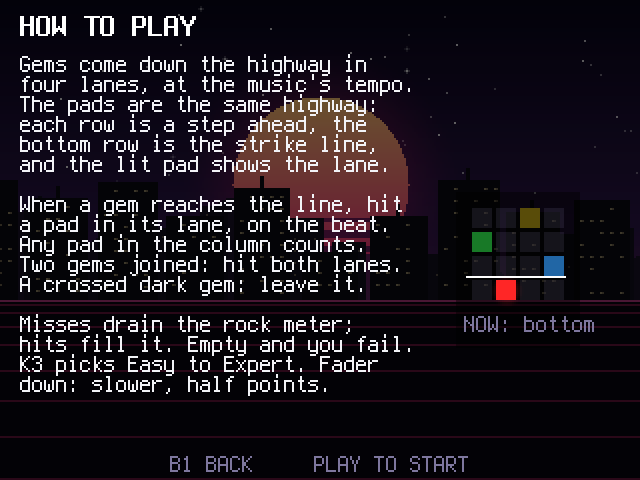 HOW TO PLAY
Gems come down the highway in
four lanes, at the music's tempo.
The pads are the same highway:
each row is a step ahead, the
bottom row is the strike line,
and the lit pad shows the lane.
When a gem reaches the line, hit
a pad in its lane, on the beat.
Any pad in the column counts.
Two gems joined: hit both lanes.
A crossed dark gem: leave it.
NOW: bottom
Misses drain the rock meter;
hits fill it. Empty and you fail.
K3 picks Easy to Expert. Fader
down: slower, half points.
B1 BACK
PLAY TO START